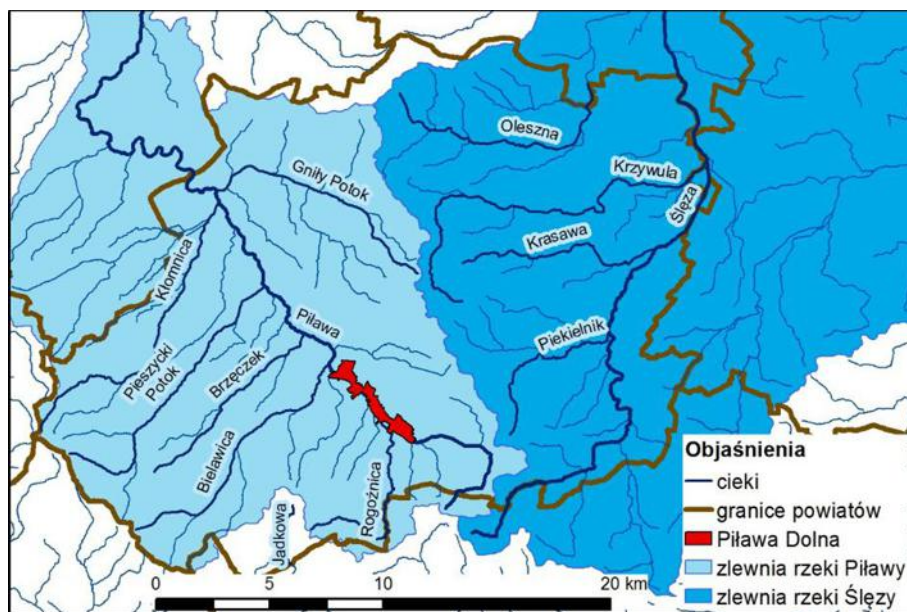 Oleszna
Gniły Potok
Krzywula
Ślęza
Krasawa
Kłomnica
Piława
Piekielnik
Pieszycki
Potok
Brzęczek
Bielawica
Rogoźnica
Jadkowa
Objaśnienia
cieki
granice powiatów
Piława Dolna
zlewnia rzeki Piławy
zlewnia rzeki Ślęzy
0 5 10 20 km